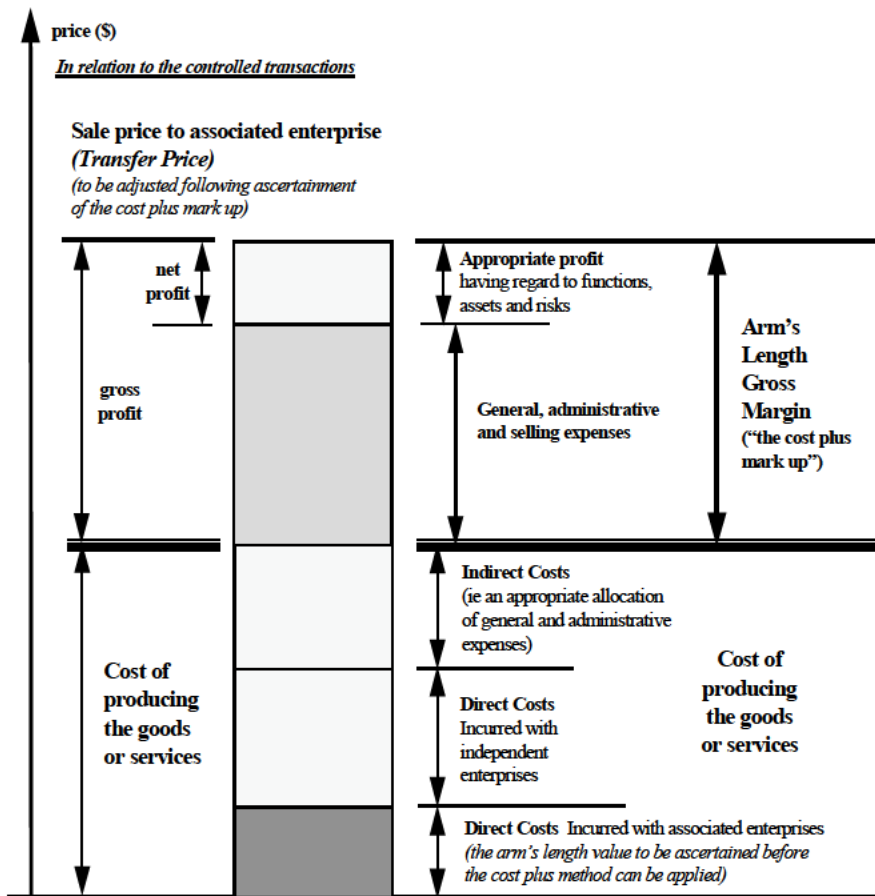 price ($)
In relation to the controlled transactions
Sale price to associated enterprise
(Transfer Price)
(to be adjusted following ascertainment
of the cost plus mark up)
net
profit
gross
profit
Appropriate profit
having regard to functions,
assets and risks
General, administrative
and selling expenses
Arm's
Length
Gross
Margin
("the cost plus
mark up")
Cost of
producing
the goods
or services
Indirect Costs
(ie an appropriate allocation
of general and administrative
expenses)
Direct Costs
Incurred with
independent
enterprises
Direct Costs Incurred with associated enterprises
(the arm's length value to be ascertained before
the cost plus method can be applied)
Cost of
producing
the goods
or services